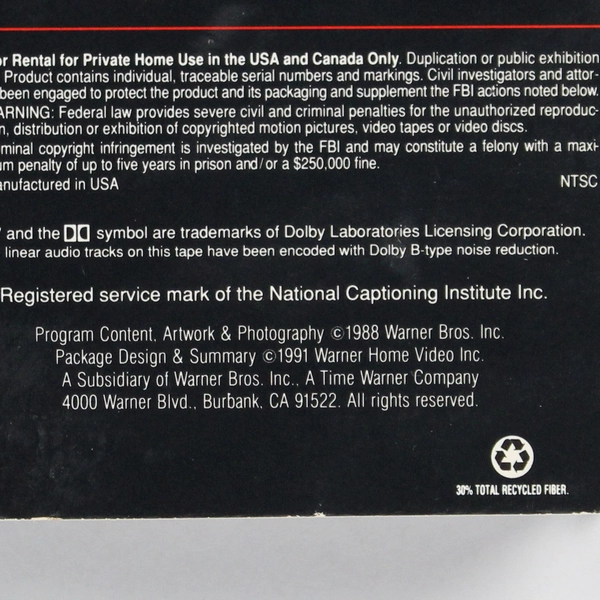 or Rental for Private Home Use in the USA and Canada Only. Duplication or public exhibition
Product contains individual, traceable serial numbers and markings. Civil investigators and attor-
been engaged to protect the product and its packaging and supplement the FBI actions noted below.
ARNING: Federal law provides severe civil and criminal penalties for the unauthorized reproduc-
n, distribution or exhibition of copyrighted motion pictures, video tapes or video discs.
minal copyright infringement is investigated by the FBI and may constitute a felony with a maxi-
um penalty of up to five years in prison and/or a $250,000 fine.
anufactured in USA NTSC
and the symbol are trademarks of Dolby Laboratories Licensing Corporation.
linear audio tracks on this tape have been encoded with Dolby B-type noise reduction.
Registered service mark of the National Captioning Institute Inc.
Program Content, Artwork & Photography ©1988 Warner Bros. Inc.
Package Design & Summary ©1991 Warner Home Video Inc.
A Subsidiary of Warner Bros. Inc., A Time Warner Company
4000 Warner Blvd., Burbank, CA 91522. All rights reserved.
30% TOTAL RECYCLED FIBER.